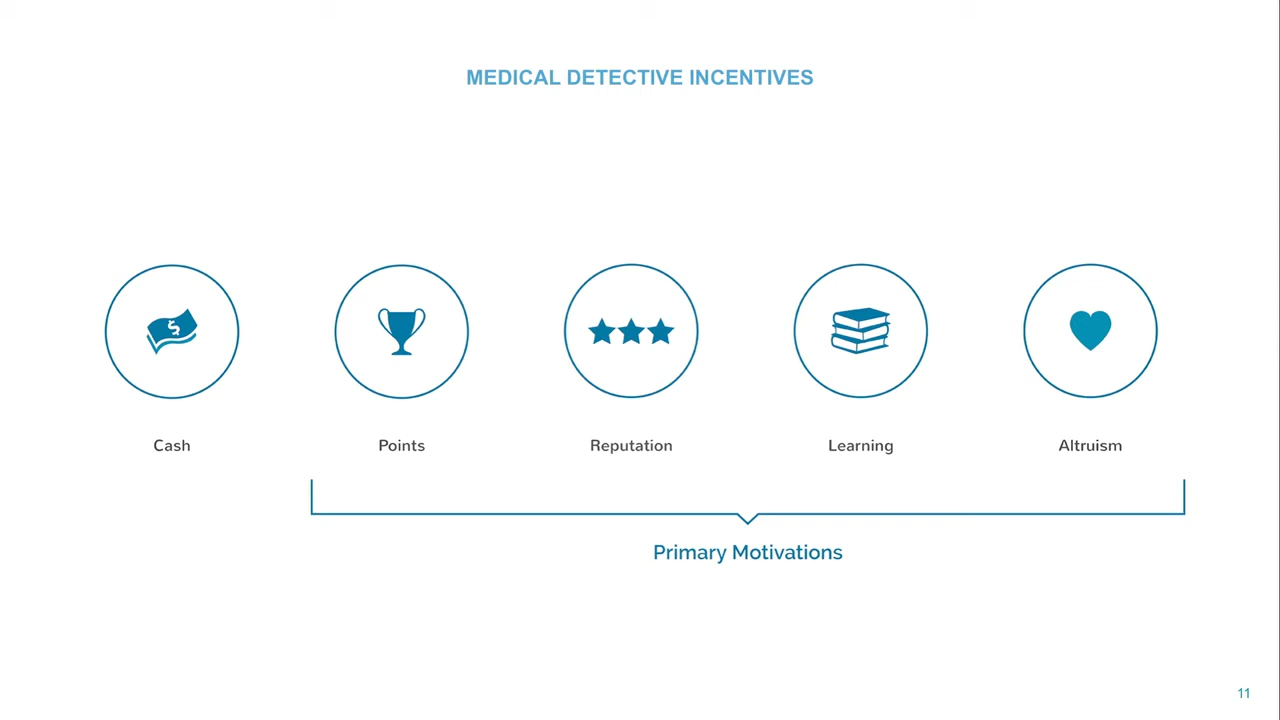 MEDICAL DETECTIVE INCENTIVES
$
Cash
Points
Reputation
Learning
Altruism
Primary Motivations
11